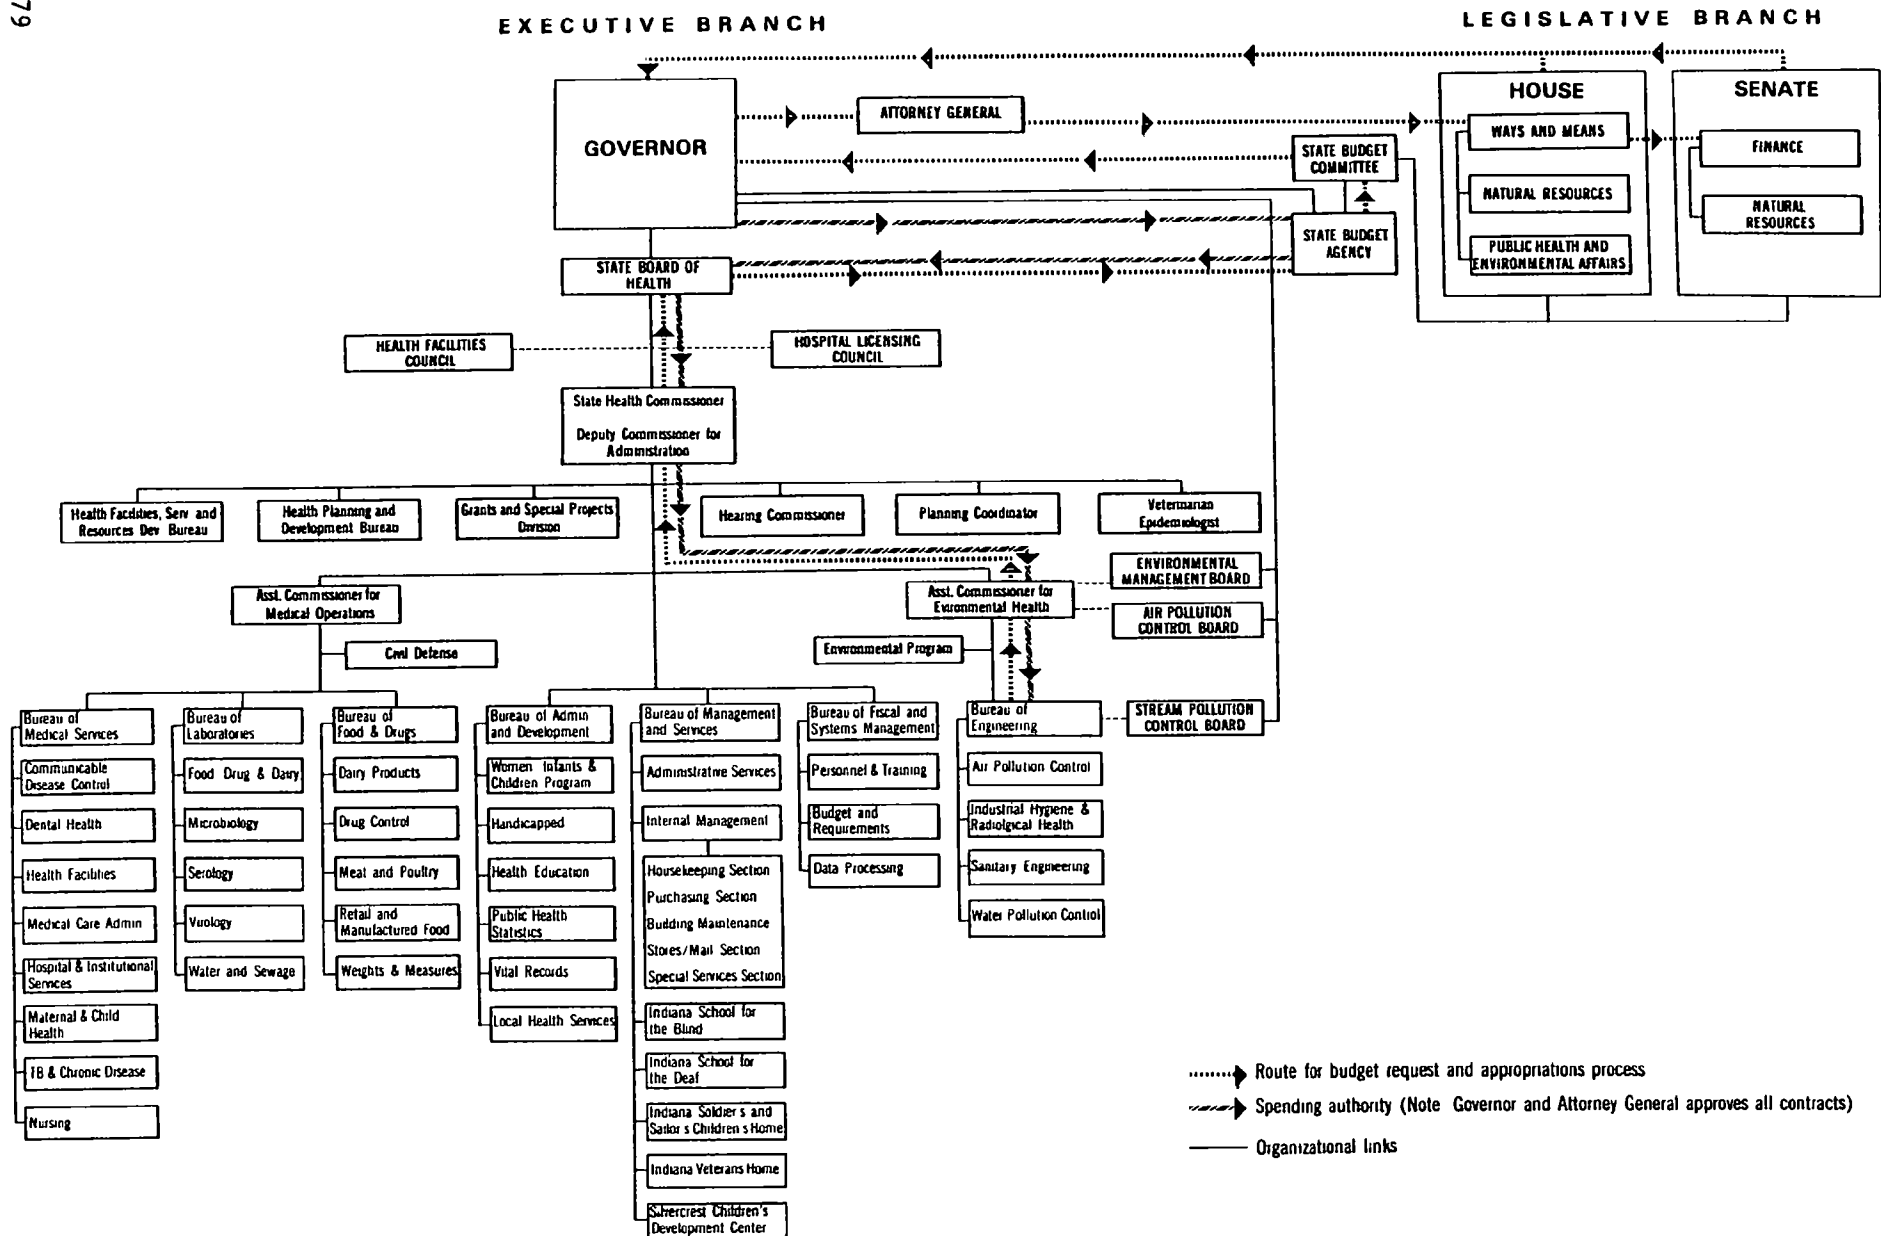 79
EXECUTIVE BRANCH
LEGISLATIVE BRANCH
GOVERNOR
ATTORNEY GENERAL
STATE BUDGET
COMMITTEE
STATE BUDGET
AGENCY
HOUSE
WAYS AND MEANS
NATURAL RESOURCES
PUBLIC HEALTH AND
ENVIRONMENTAL AFFAIRS
SENATE
FINANCE
NATURAL
RESOURCES
STATE BOARD OF
HEALTH
HEALTH FACILITIES
COUNCIL
HOSPITAL LICENSING
COUNCIL
State Health Commissioner
Deputy Commissioner for
Administration
Health Facilities, Serv and
Resources Dev Bureau
Health Planning and
Development Bureau
Grants and Special Projects
Division
Hearing Commissioner
Planning Coordinator
Veterinarian
Epidemiologist
ENVIRONMENTAL
MANAGEMENT BOARD
AIR POLLUTION
CONTROL BOARD
STREAM POLLUTION
CONTROL BOARD
Asst. Commissioner for
Medical Operations
Civil Defense
Asst. Commissioner for
Evironmental Health
Environmental Program
Bureau of
Medical Services
Communicable
Disease Control
Dental Health
Health Facilities
Medical Care Admin
Hospital & Institutional
Services
Maternal & Child
Health
TB & Chronic Disease
Nursing
Bureau of
Laboratories
Food Drug & Dairy
Microbiology
Serology
Virology
Water and Sewage
Bureau of
Food & Drugs
Dairy Products
Drug Control
Meat and Poultry
Retail and
Manufactured Food
Weights & Measures
Bureau of Admin
and Development
Women Infants &
Children Program
Handicapped
Health Education
Public Health
Statistics
Vital Records
Local Health Services
Bureau of Management
and Services
Administrative Services
Internal Management
Housekeeping Section
Purchasing Section
Building Maintenance
Stores/Mail Section
Special Services Section
Indiana School for
the Blind
Indiana School for
the Deaf
Indiana Soldier s and
Sailor s Children s Home
Indiana Veterans Home
Silvercrest Children's
Development Center
Bureau of Fiscal and
Systems Management
Personnel & Training
Budget and
Requirements
Data Processing
Bureau of
Engineering
Air Pollution Control
Industrial Hygiene &
Radiolgical Health
Sanitary Engineering
Water Pollution Control
Route for budget request and appropriations process
Spending authority (Note Governor and Attorney General approves all contracts)
Organizational links